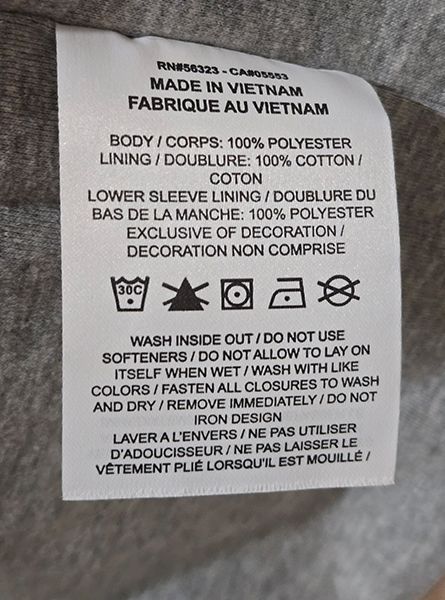 RN#56323 - CA#05553
MADE IN VIETNAM
FABRIQUE AU VIETNAM
BODY / CORPS: 100% POLYESTER
LINING / DOUBLURE: 100% COTTON /
COTON
LOWER SLEEVE LINING / DOUBLURE DU
BAS DE LA MANCHE: 100% POLYESTER
EXCLUSIVE OF DECORATION /
DECORATION NON COMPRISE
30C
WASH INSIDE OUT / DO NOT USE
SOFTENERS / DO NOT ALLOW TO LAY ON
ITSELF WHEN WET / WASH WITH LIKE
COLORS / FASTEN ALL CLOSURES TO WASH
AND DRY / REMOVE IMMEDIATELY / DO NOT
IRON DESIGN
LAVER A L'ENVERS / NE PAS UTILISER
D'ADOUCISSEUR / NE PAS LAISSER LE
VÊTEMENT PLIÉ LORSQU'IL EST MOUILLÉ /